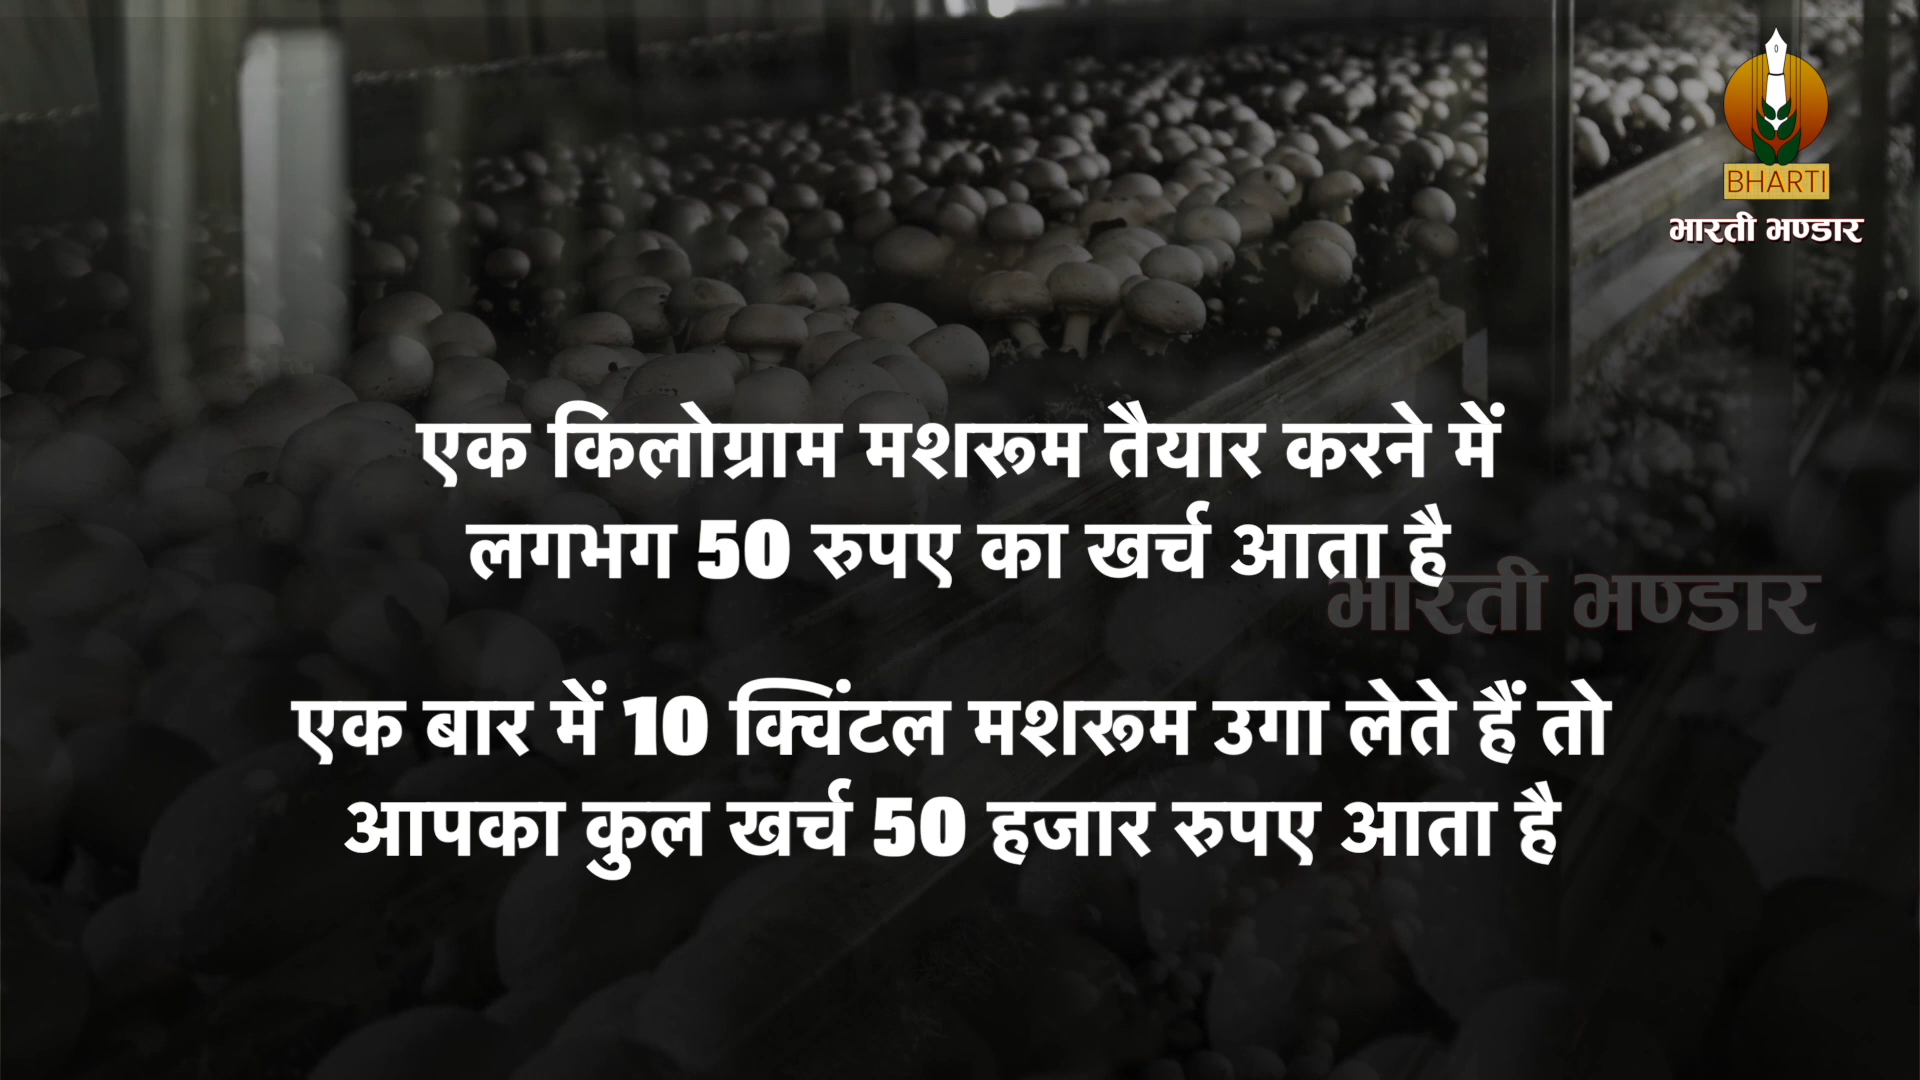 BHARTI
भारती भण्डार
एक किलोग्राम मशरूम तैयार करने में
लगभग 50 रुपए का खर्च आता है
भारती भण्डार
एक बार में 10 क्विंटल मशरूम उगा लेते हैं तो
आपका कुल खर्च 50 हजार रुपए आता है